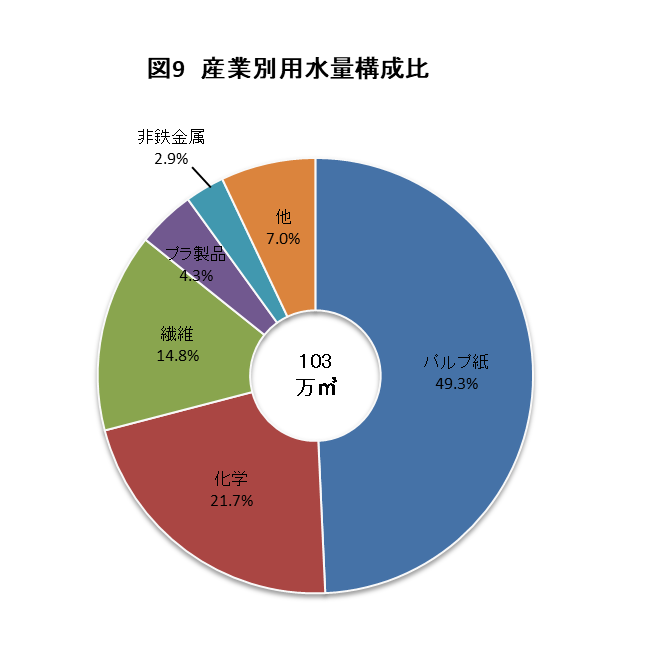 図9 産業別用水量構成比
非鉄金属
2.9%
他
7.0%
プラ製品
4.3%
繊維
14.8%
103
万㎥
パルプ紙
49.3%
化学
21.7%